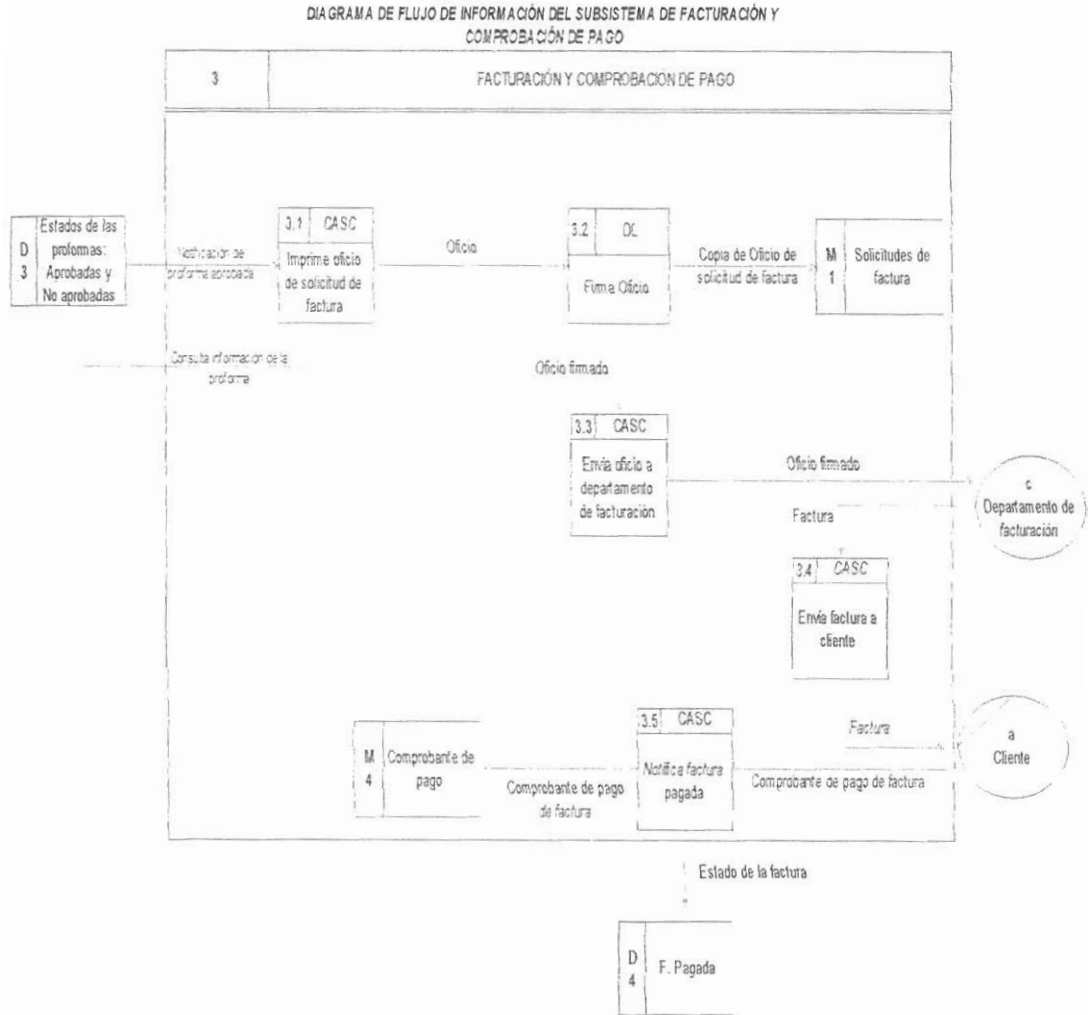 DIAGRAMA DE FLUJO DE INFORMACIÓN DEL SUBSISTEMA DE FACTURACIÓN Y
COMPROBACIÓN DE PAGO
3
FACTURACIÓN Y COMPROBACION DE PAGO
D
3
Estados de las
proformas:
Aprobadas y
No aprobadas
Notificación de
proforma aprobada
3.1 CASC
Imprime oficio
de solicitud de
factura
Oficio
3.2 DL
Firma Oficio
Copia de Oficio de
solicitud de factura
M
1
Solicitudes de
factura
Consulta información de la
proforma
Oficio firmado
3.3 CASC
Envía oficio a
departamento
de facturación
Oficio firmado
c
Departamento de
facturación
Factura
3.4 CASC
Envía factura a
cliente
M
4
Comprobante de
pago
Comprobante de pago
de factura
3.5 CASC
Notifica factura
pagada
Factura
Comprobante de pago de factura
a
Cliente
Estado de la factura
D
4
F. Pagada